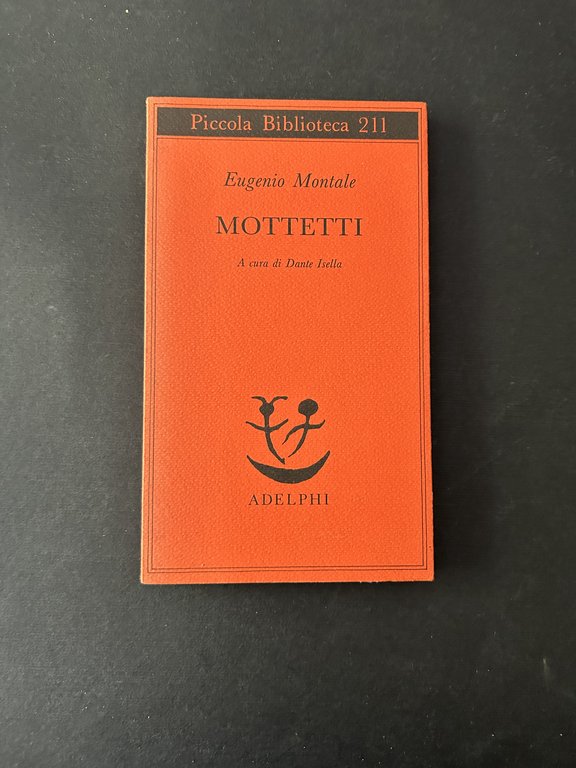 Piccola Biblioteca 211
Eugenio Montale
MOTTETTI
A cura di Dante Isella
ADELPHI